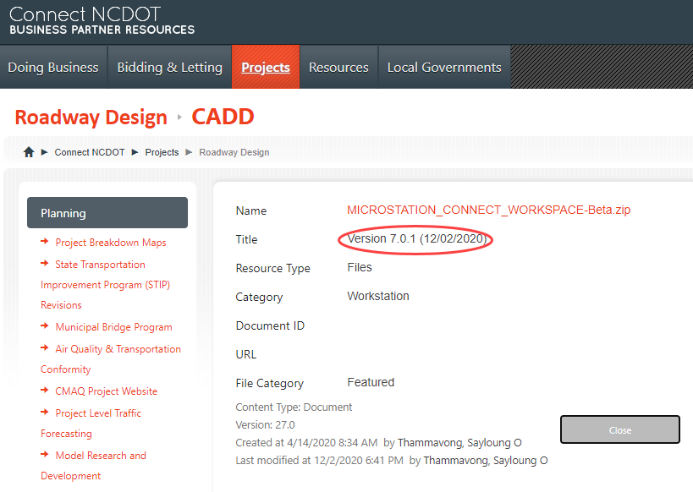 Connect NCDOT
BUSINESS PARTNER RESOURCES
Doing Business Bidding & Letting Projects Resources Local Governments
Roadway Design CADD
Connect NCDOT Projects Roadway Design
Planning
Project Breakdown Maps
State Transportation
Improvement Program (STIP)
Revisions
Municipal Bridge Program
Air Quality & Transportation
Conformity
CMAQ Project Website
Project Level Traffic
Forecasting
Model Research and
Development
Name MICROSTATION_CONNECT_WORKSPACE-Beta.zip
Title Version 7.0.1 (12/02/2020)
Resource Type Files
Category Workstation
Document ID
URL
File Category Featured
Content Type: Document
Version: 27.0
Created at 4/14/2020 8:34 AM by Thammavong, Sayloung O
Last modified at 12/2/2020 6:41 PM by Thammavong, Sayloung O
Close